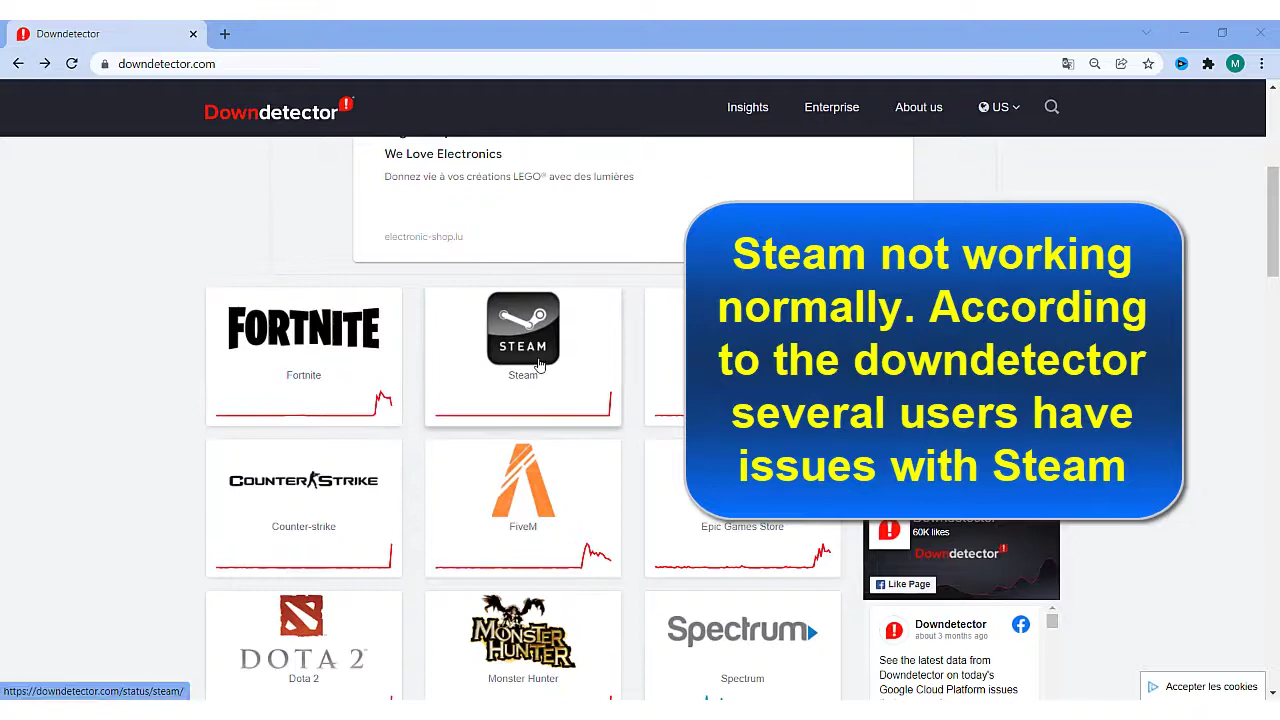 Downdetector
downdetector.com
M
Downdetector
Insights
Enterprise
About us
US
We Love Electronics
Donnez vie à vos créations LEGO® avec des lumières
electronic-shop.lu
Steam not working
normally. According
to the downdetector
several users have
issues with Steam
FORTNITE
Fortnite
STEAM
Steam
COUNTER STRIKE
Counter-strike
FiveM
Epic Games Store
Downdetector
60K likes
Downdetector
Like Page
DOTA 2
Dota 2
MONSTER
HUNTER
Monster Hunter
Spectrum
Spectrum
Downdetector
about 3 months ago
See the latest data from
Downdetector on today's
Google Cloud Platform issues
https://downdetector.com/status/steam/
Accepter les cookies